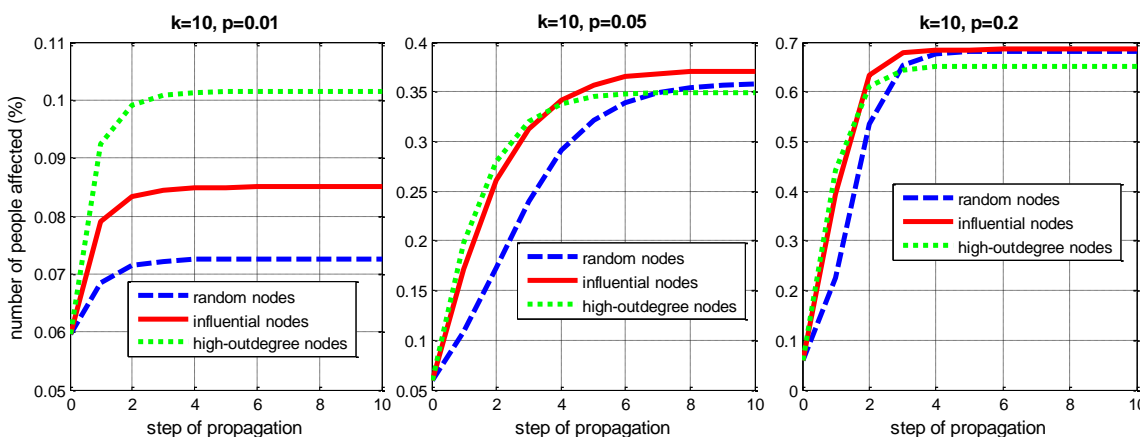 k=10, p=0.01
number of people affected (%)
0.11
0.1
0.09
0.08
0.07
0.06
0.05
random nodes
influential nodes
high-outdegree nodes
0 2 4 6 8 10
step of propagation
k=10, p=0.05
0.4
0.35
0.3
0.25
0.2
0.15
0.1
0.05
random nodes
influential nodes
high-outdegree nodes
0 2 4 6 8 10
step of propagation
k=10, p=0.2
0.7
0.6
0.5
0.4
0.3
0.2
0.1
0
random nodes
influential nodes
high-outdegree nodes
0 2 4 6 8 10
step of propagation